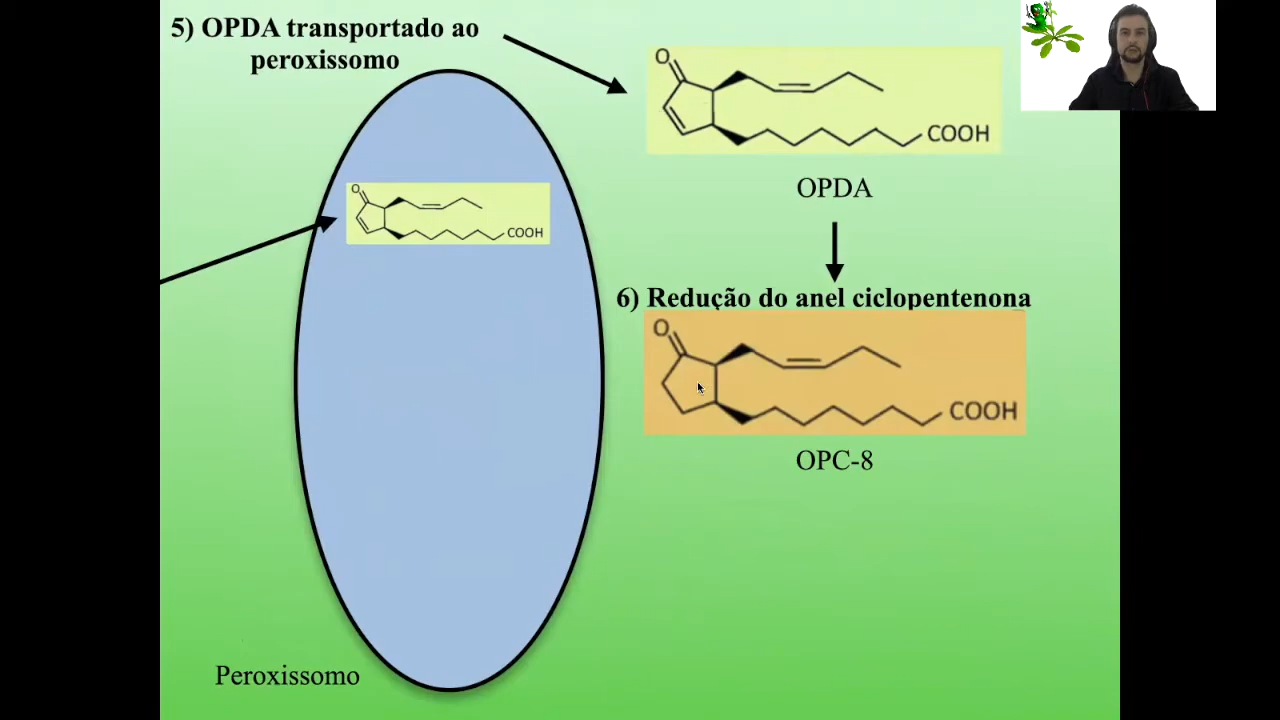 5) OPDA transportado ao
peroxissomo
O
COOH
OPDA
O
COOH
6) Redução do anel ciclopentenona
O
COOH
OPC-8
Peroxissomo